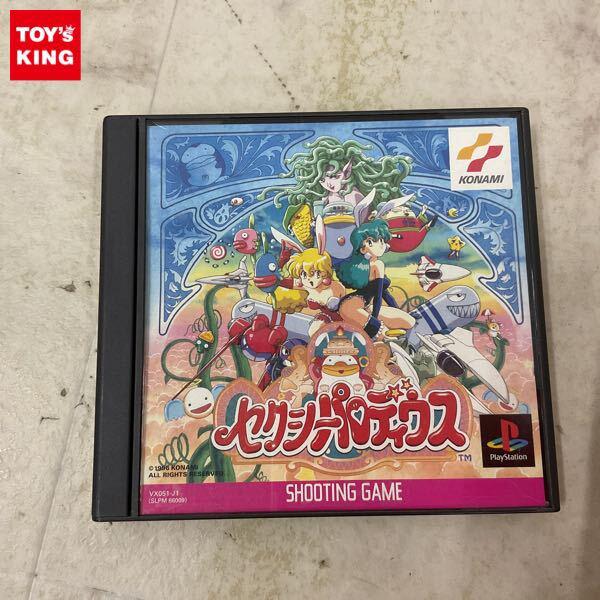 TOY'S
KING
KONAMI
セクシーパロディウス
TM
©1996 KONAMI
ALL RIGHTS RESERVED
PlayStation
VX051-J1
(SLPM 86009)
SHOOTING GAME